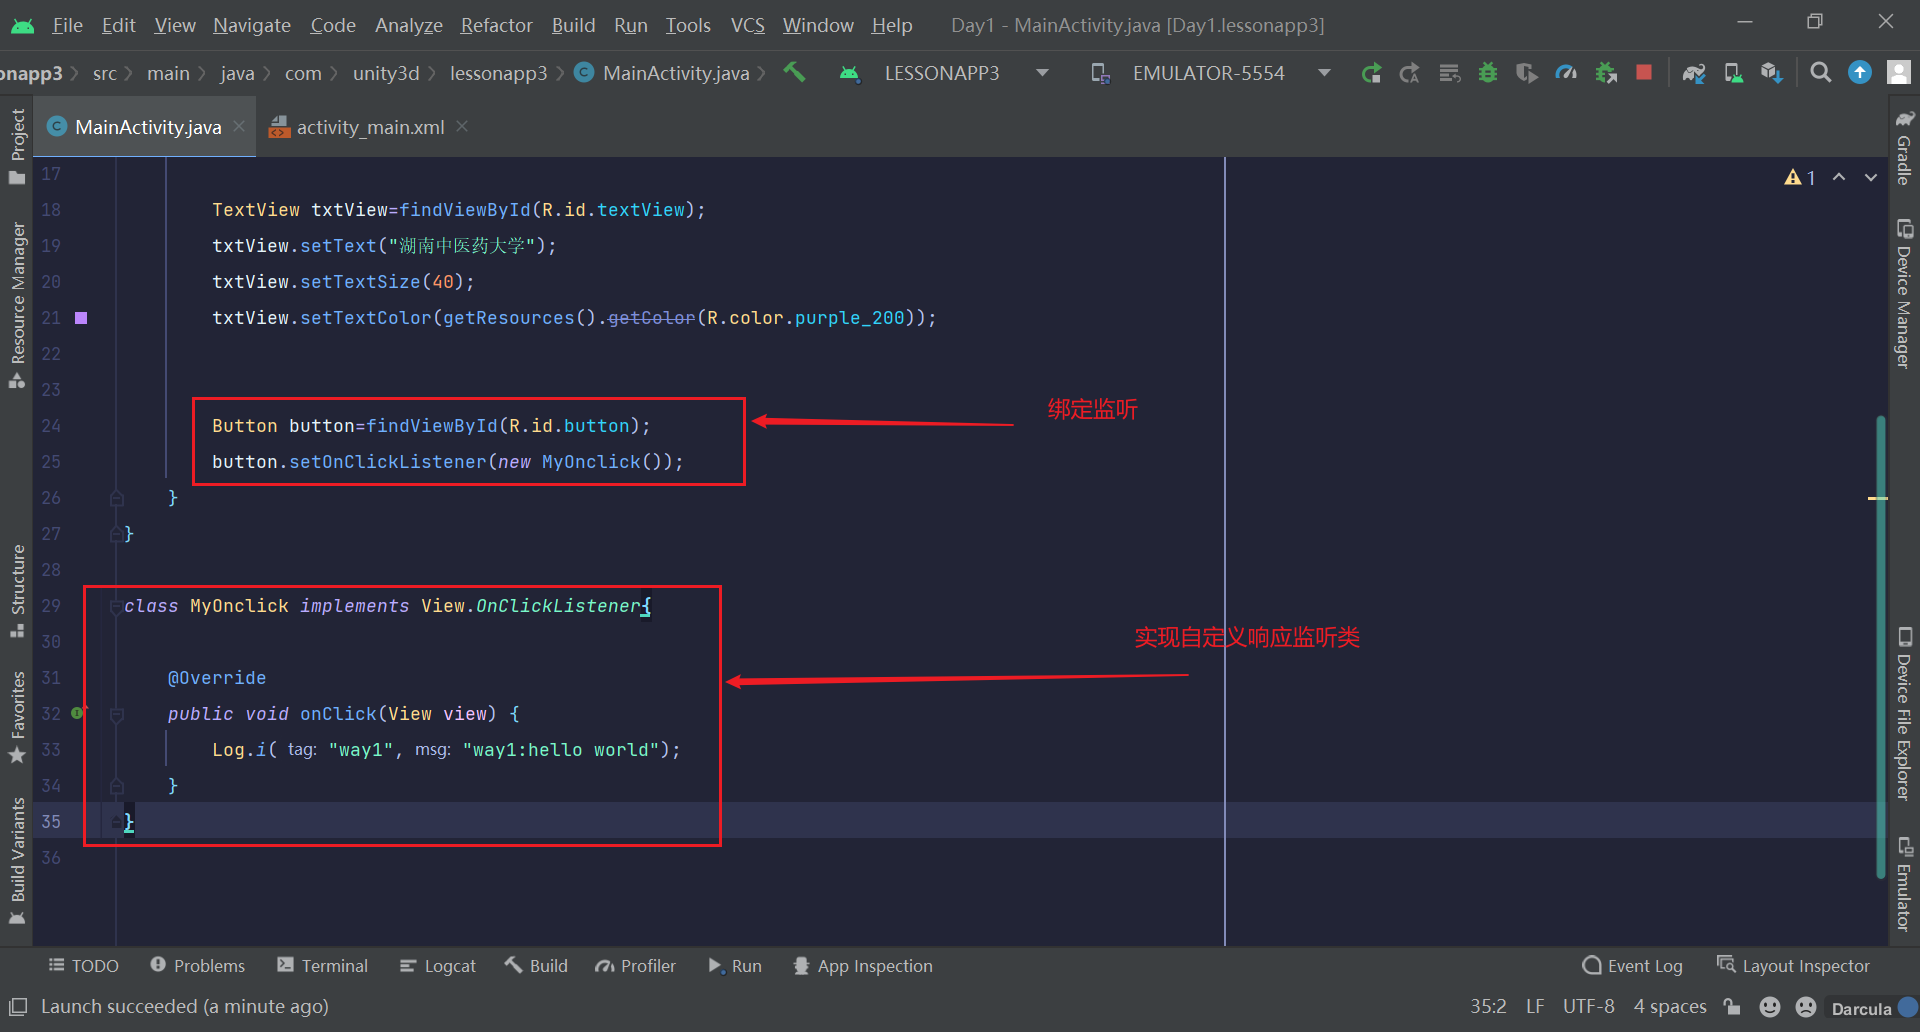 File Edit View Navigate Code Analyze Refactor Build Run Tools VCS Window Help Day1 - MainActivity.java [Day1.lessonapp3]
onapp3 src main java com unity3d lessonapp3 MainActivity.java LESSONAPP3 EMULATOR-5554
MainActivity.java activity_main.xml
Project
Resource Manager
Structure
Favorites
Build Variants
17
18 TextView txtView=findViewById(R.id.textView);
19 txtView.setText("湖南中医药大学");
20 txtView.setTextSize(40);
21 txtView.setTextColor(getResources().getColor(R.color.purple_200));
22
23
24 Button button=findViewById(R.id.button);
25 button.setOnClickListener(new MyOnclick());
26 }
27 }
28
29 class MyOnclick implements View.OnClickListener{
30
31 @Override
32 public void onClick(View view) {
33 Log.i( tag: "way1", msg: "way1:hello world");
34 }
35 }
36
绑定监听
实现自定义响应监听类
1
Gradle
Device Manager
Device File Explorer
Emulator
TODO Problems Terminal Logcat Build Profiler Run App Inspection Event Log Layout Inspector
Launch succeeded (a minute ago) 35:2 LF UTF-8 4 spaces Darcula